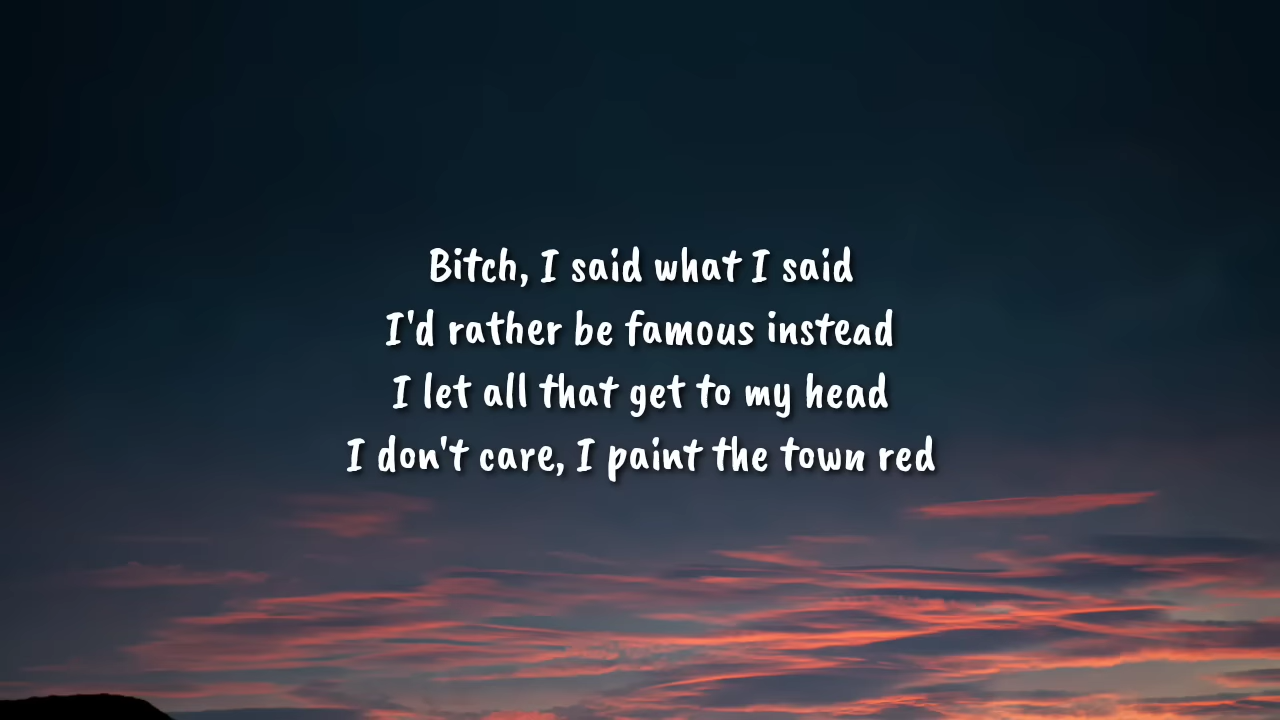 Bitch, I said what I said
I'd rather be famous instead
I let all that get to my head
I don't care, I paint the town red